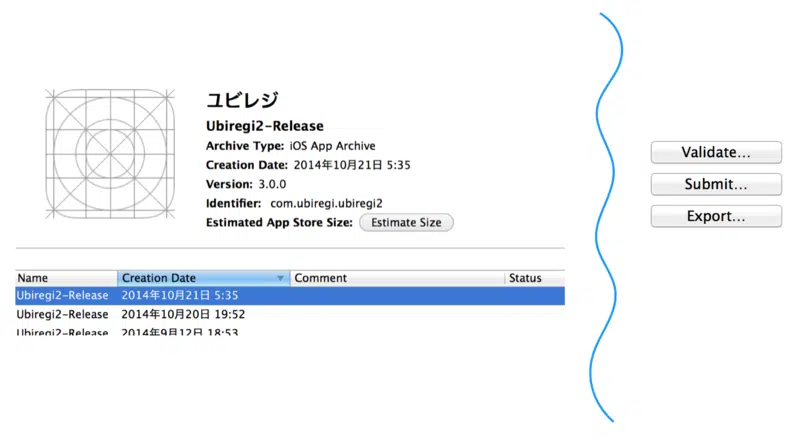 ユビレジ
Ubiregi2-Release
Archive Type: iOS App Archive
Creation Date: 2014年10月21日 5:35
Version: 3.0.0
Identifier: com.ubiregi.ubiregi2
Estimated App Store Size: Estimate Size
Name Creation Date Comment Status
Ubiregi2-Release 2014年10月21日 5:35
Ubiregi2-Release 2014年10月20日 19:52
Ubiregi2-Release 2014年9月12日 18:53
Validate...
Submit...
Export...